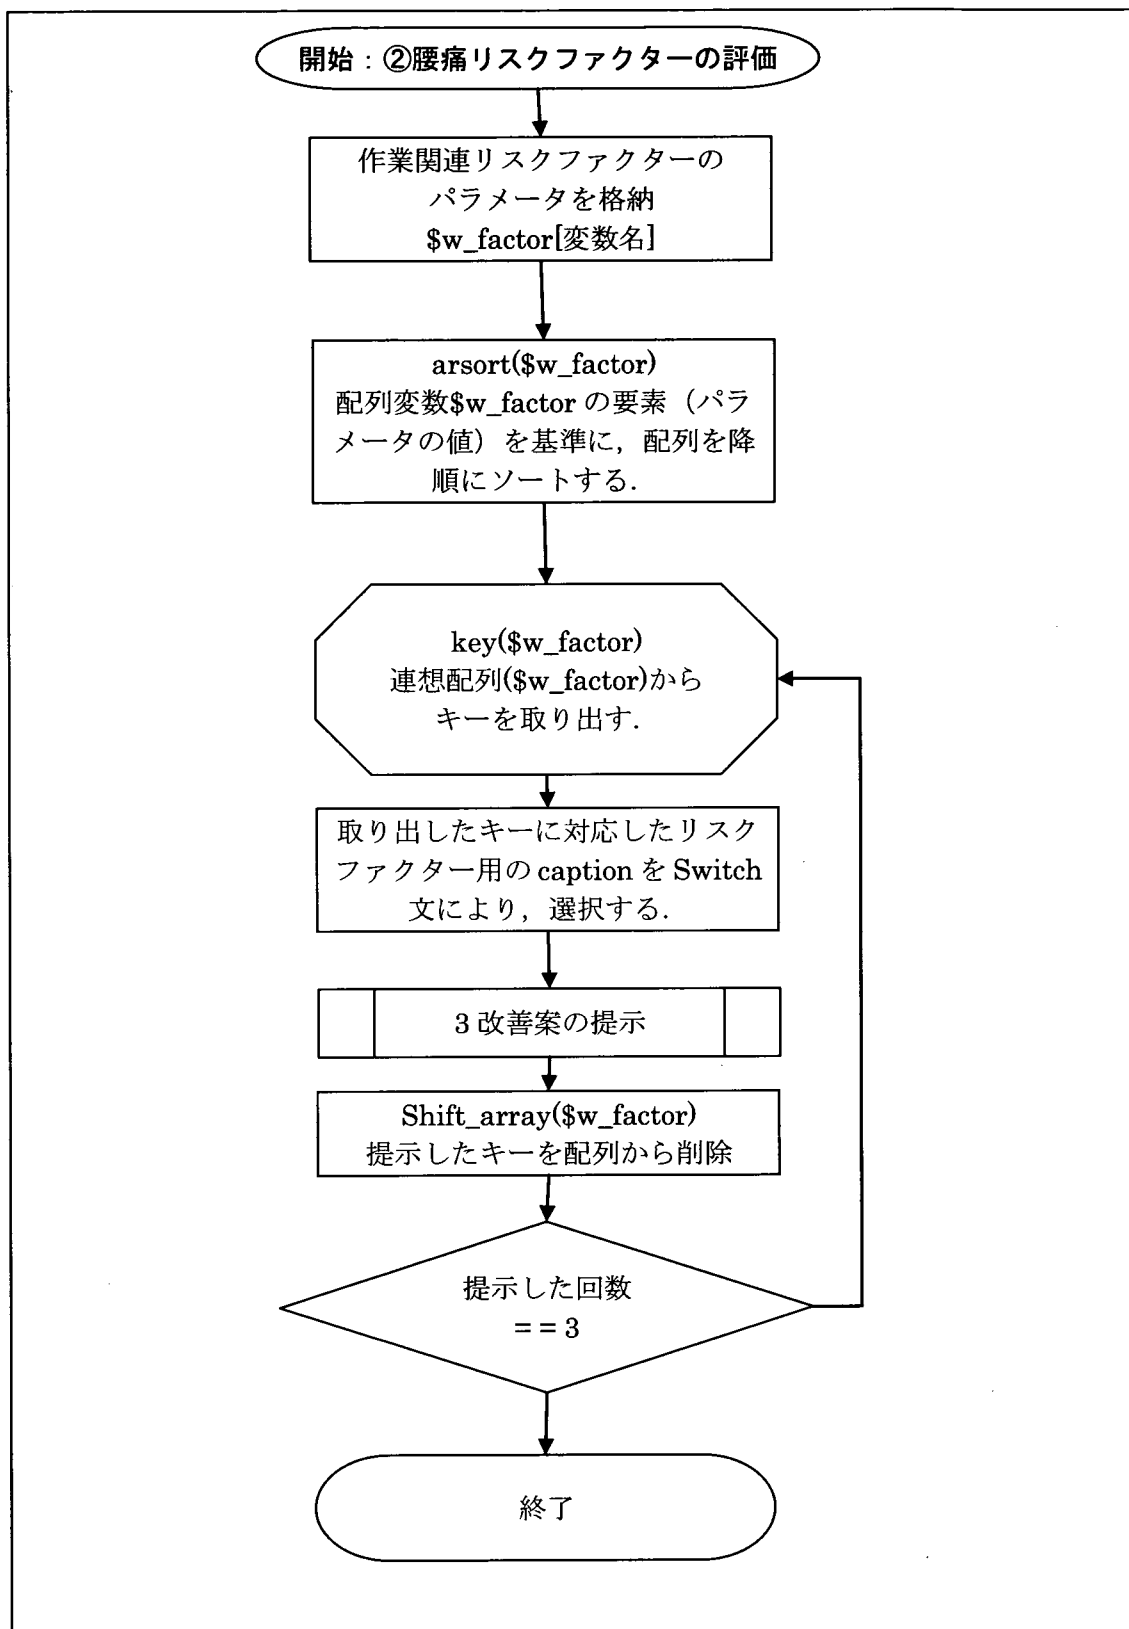 開始：②腰痛リスクファクターの評価
作業関連リスクファクターの
パラメータを格納
$w_factor[変数名]
arsort($w_factor)
配列変数$w_factor の要素（パラ
メータの値）を基準に，配列を降
順にソートする.
key($w_factor)
連想配列($w_factor)から
キーを取り出す.
取り出したキーに対応したリスク
ファクター用の caption を Switch
文により，選択する.
3 改善案の提示
Shift_array($w_factor)
提示したキーを配列から削除
提示した回数
= = 3
終了